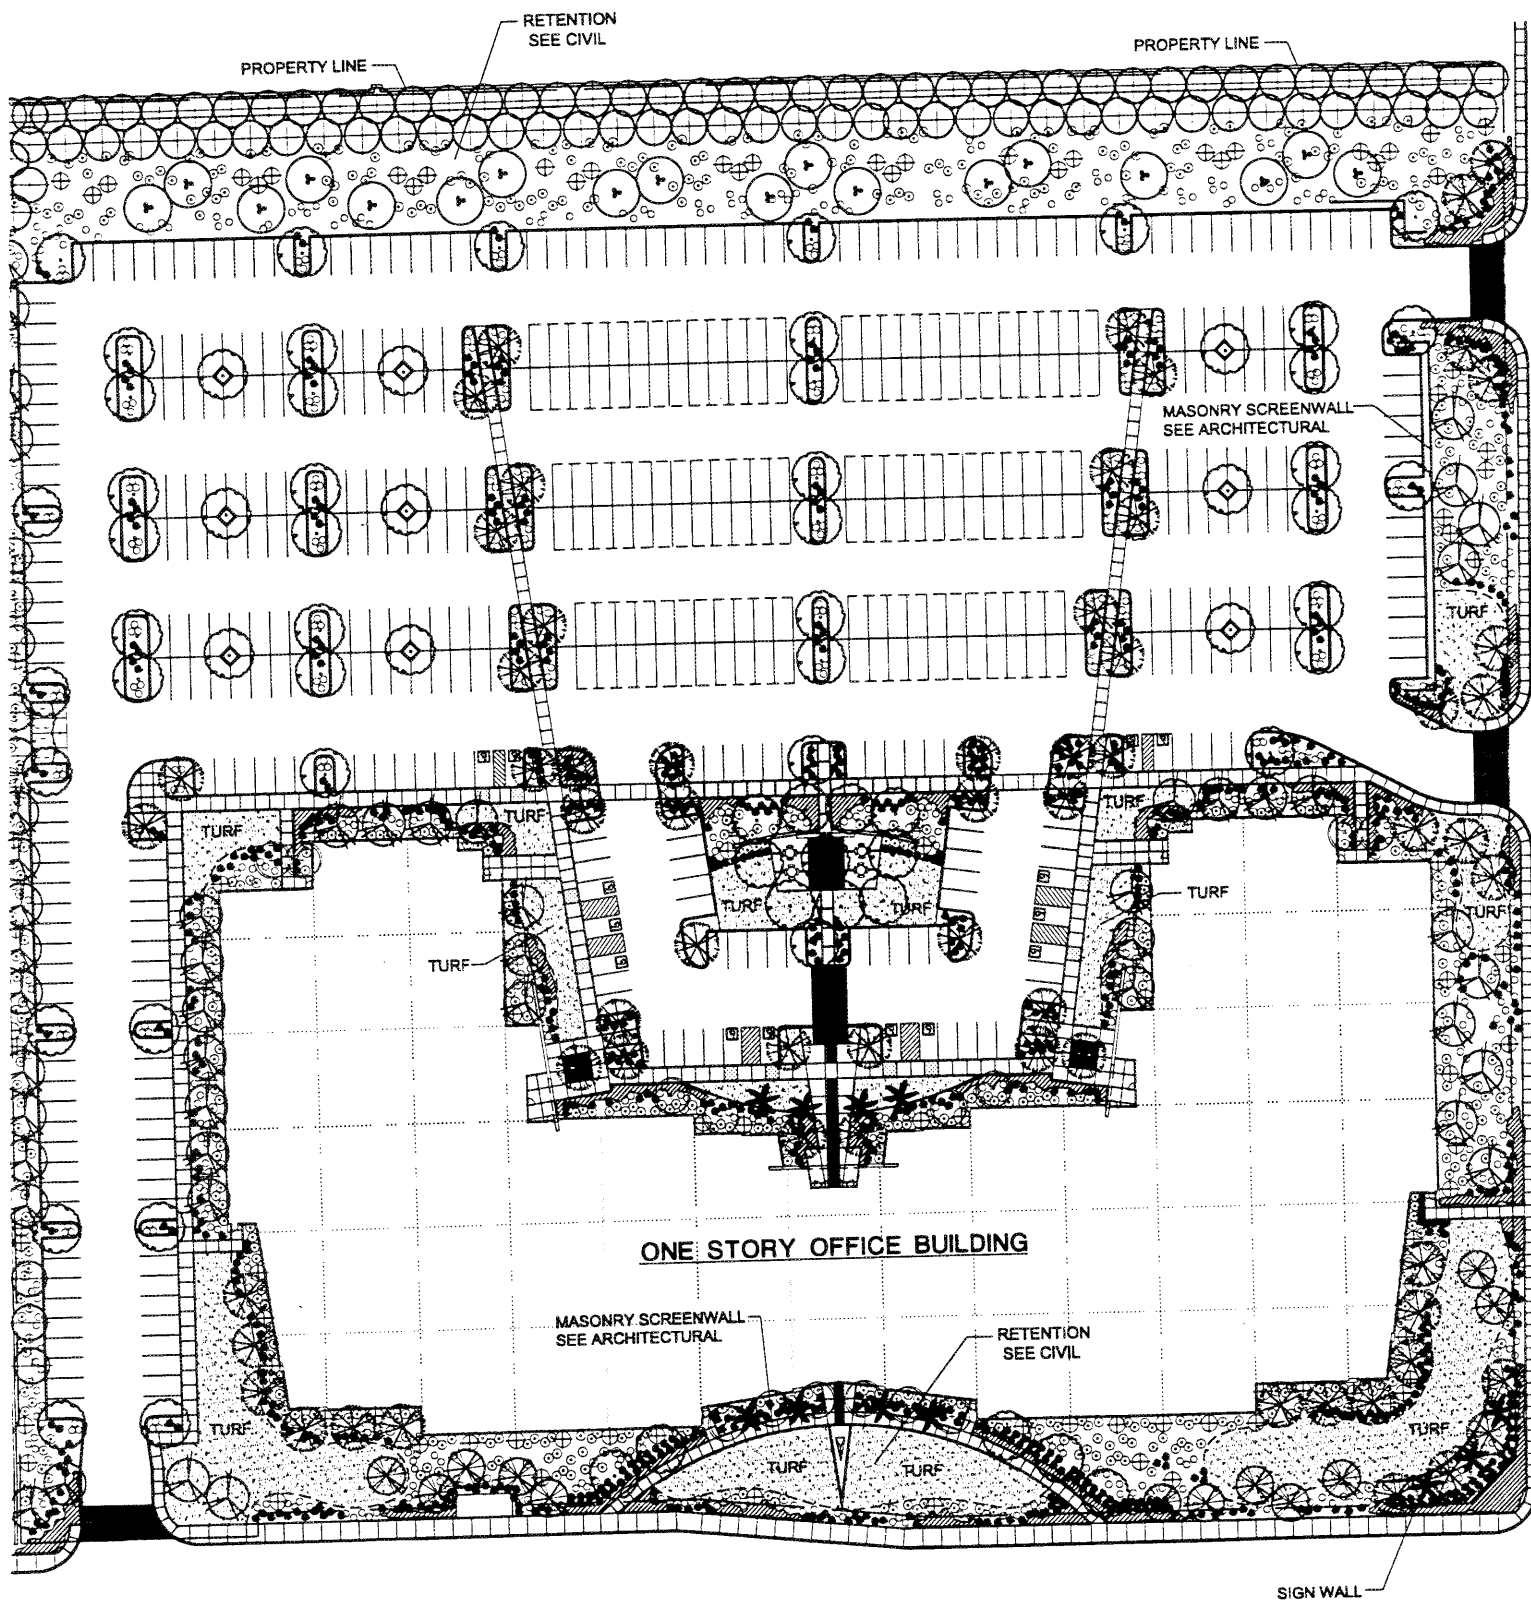 RETENTION
SEE CIVIL
PROPERTY LINE
PROPERTY LINE
MASONRY SCREENWALL
SEE ARCHITECTURAL
TURF
TURF
TURF
TURF
TURF
TURF
TURF
TURF
TURF
TURF
ONE STORY OFFICE BUILDING
MASONRY SCREENWALL
SEE ARCHITECTURAL
RETENTION
SEE CIVIL
TURF
TURF
TURF
TURF
SIGN WALL